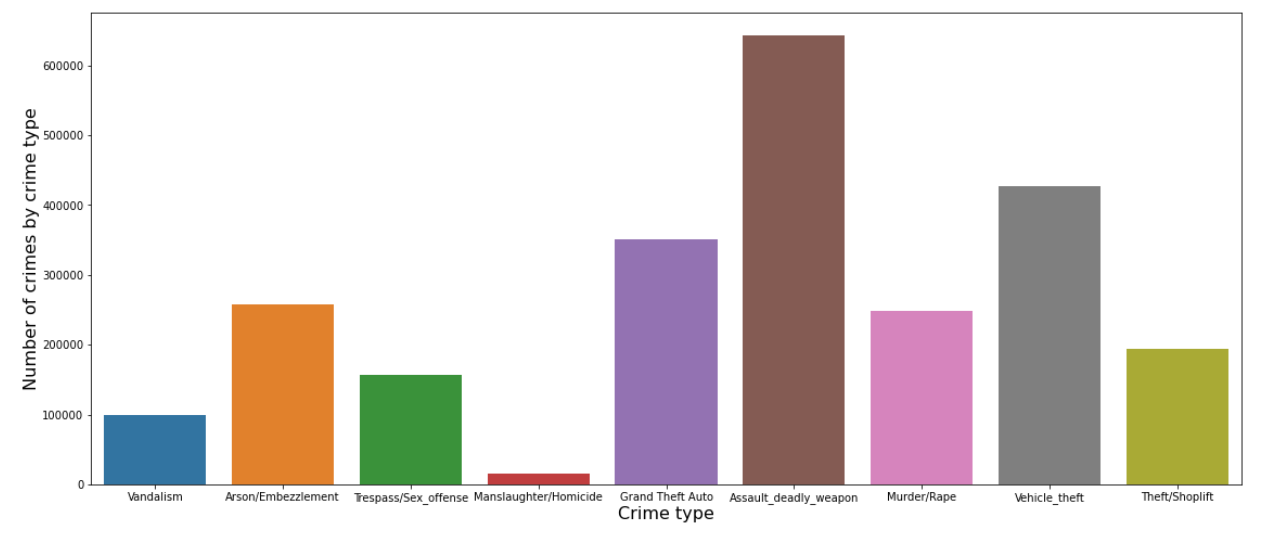 Number of crimes by crime type
600000
500000
400000
300000
200000
100000
0
Vandalism Arson/Embezzlement Trespass/Sex_offense Manslaughter/Homicide Grand Theft Auto Assault_deadly_weapon Murder/Rape Vehicle_theft Theft/Shoplift
Crime type